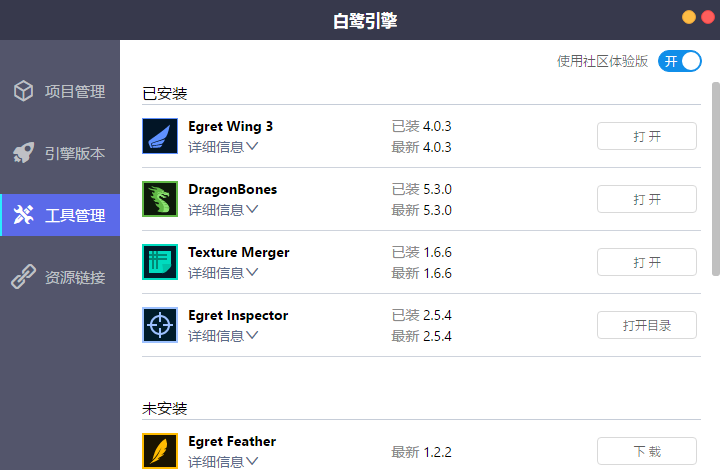 白鹭引擎
使用社区体验版 开
项目管理
引擎版本
工具管理
资源链接
已安装
Egret Wing 3
详细信息
已装 4.0.3
最新 4.0.3
打 开
DragonBones
详细信息
已装 5.3.0
最新 5.3.0
打 开
Texture Merger
详细信息
已装 1.6.6
最新 1.6.6
打 开
Egret Inspector
详细信息
已装 2.5.4
最新 2.5.4
打开目录
未安装
Egret Feather
详细信息
最新 1.2.2
下 载